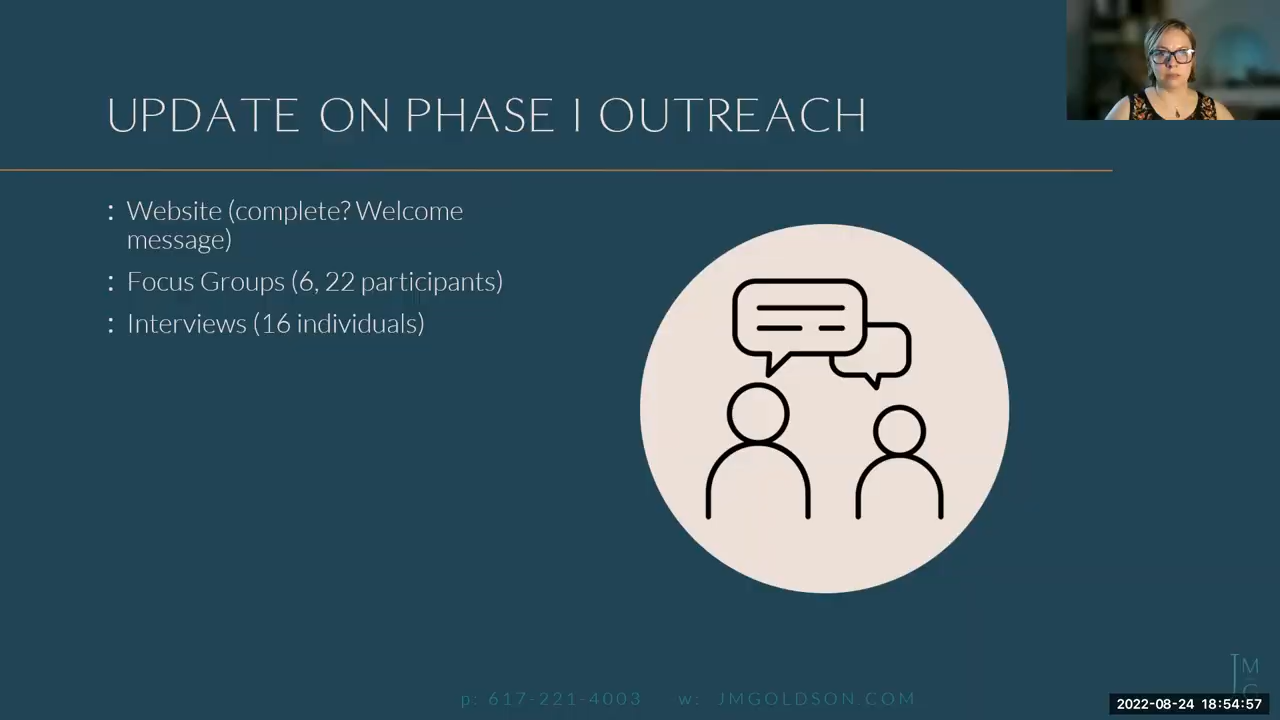 UPDATE ON PHASE I OUTREACH
: Website (complete? Welcome
message)
: Focus Groups (6, 22 participants)
: Interviews (16 individuals)
JM
G
p: 617-221-4003 w: JMGOLDSON.COM
2022-08-24 18:54:57